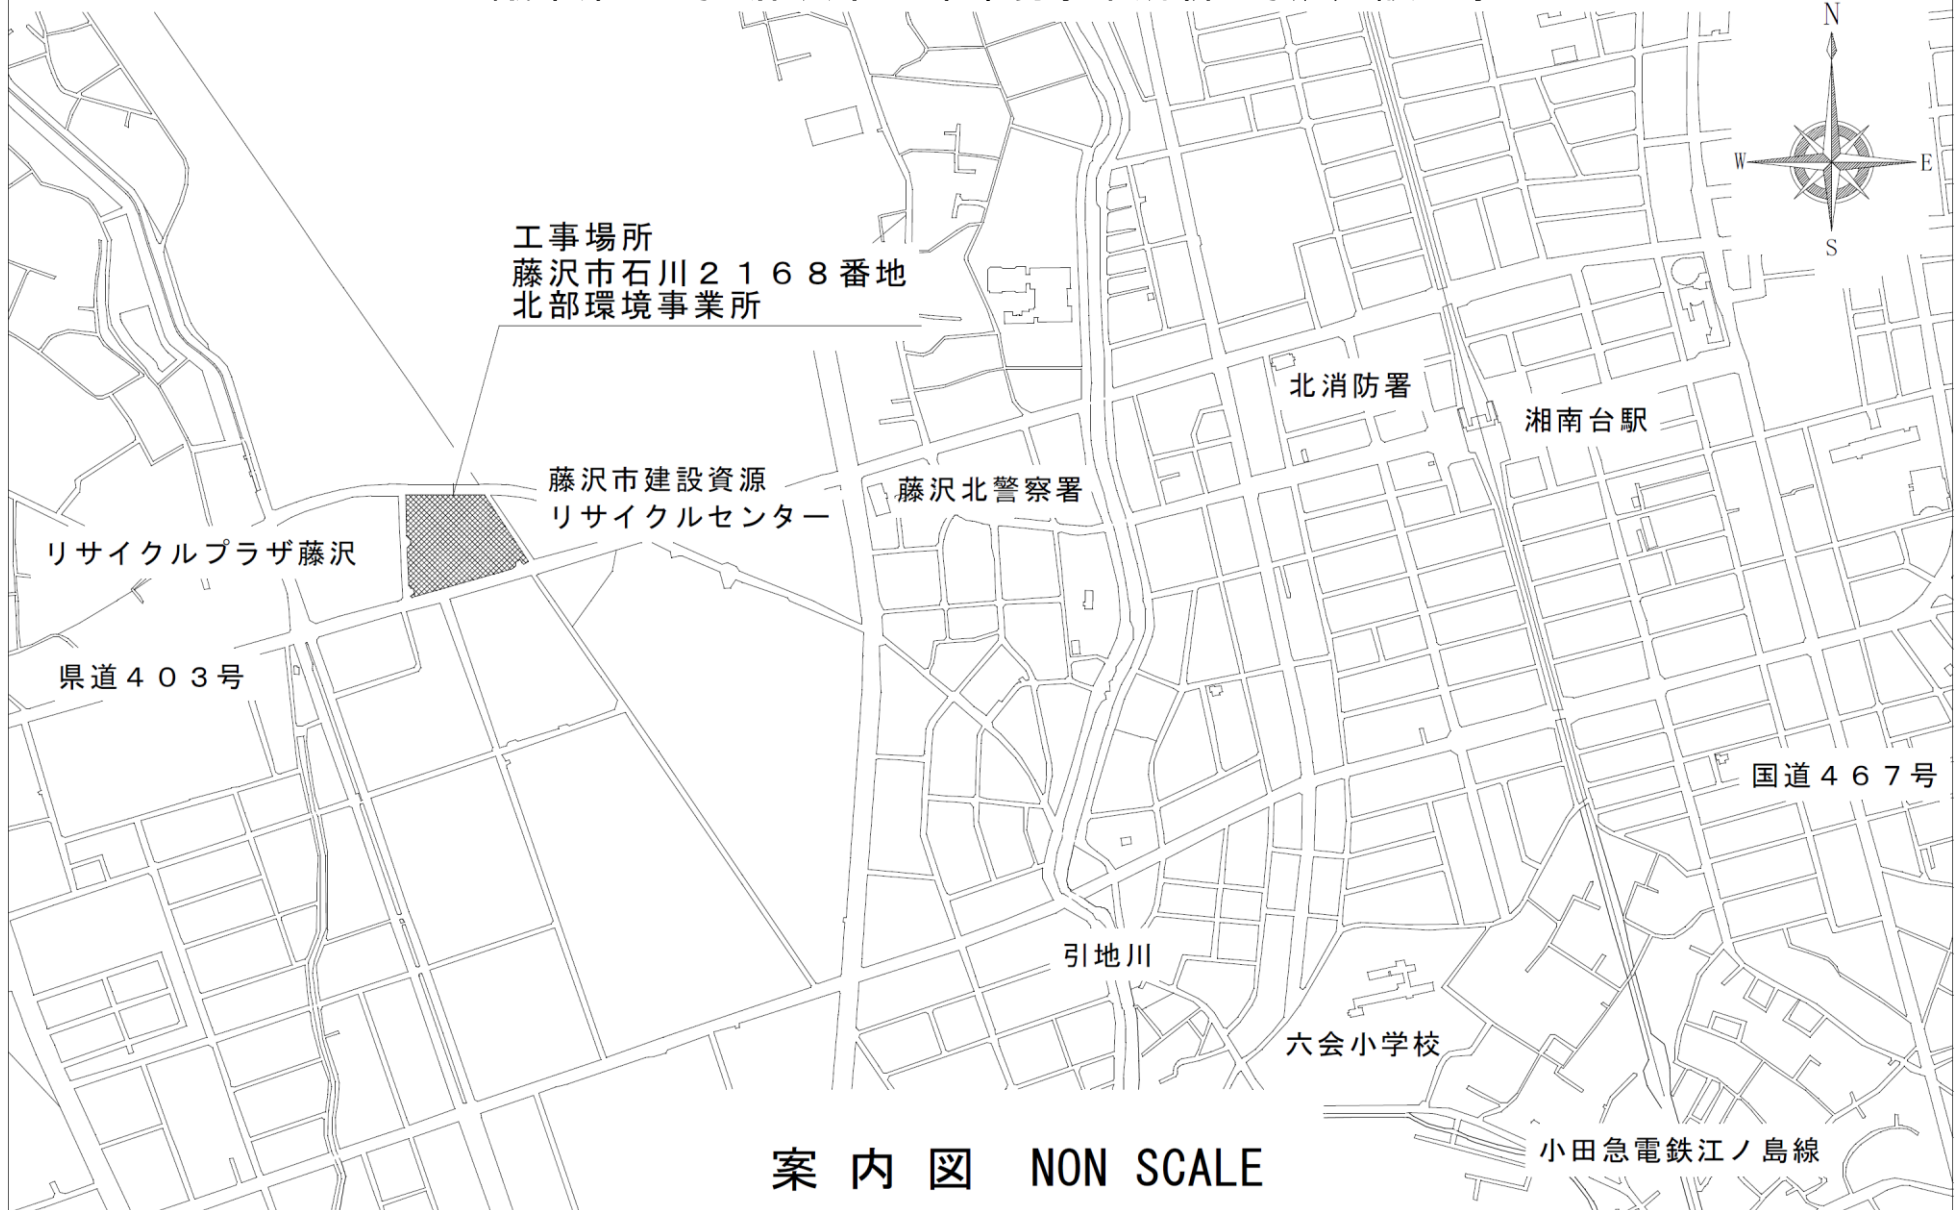 N
W
E
S
工事場所
藤沢市石川２１６８番地
北部環境事業所
北消防署
湘南台駅
藤沢市建設資源
リサイクルセンター
藤沢北警察署
リサイクルプラザ藤沢
県道４０３号
国道４６７号
引地川
六会小学校
小田急電鉄江ノ島線
案内図 NON SCALE